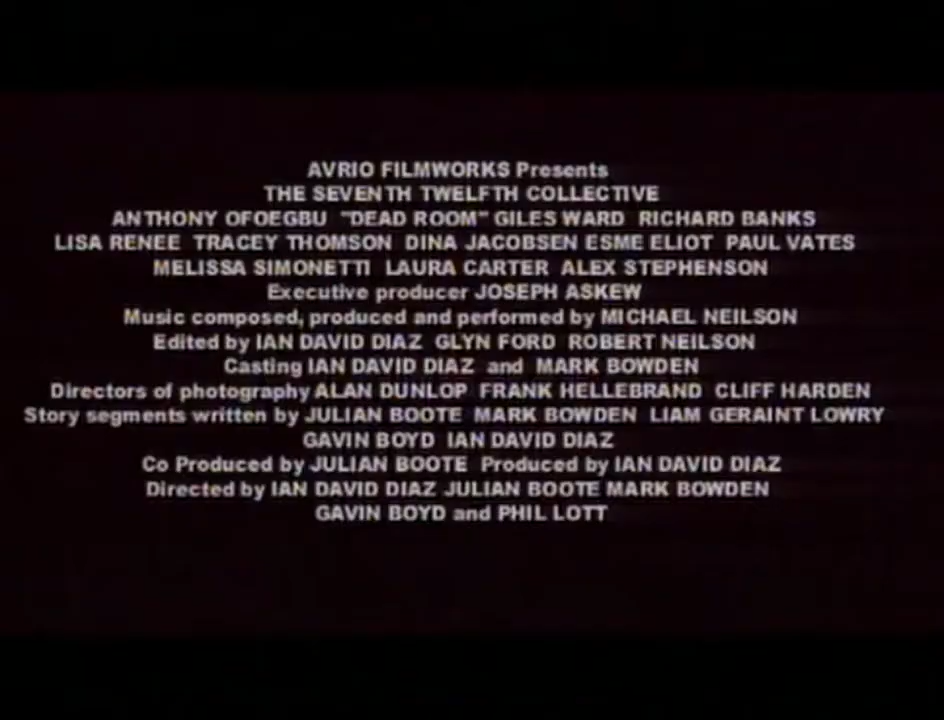 AVRIO FILMWORKS Presents
THE SEVENTH TWELFTH COLLECTIVE
ANTHONY OFOEGBU "DEAD ROOM" GILES WARD RICHARD BANKS
LISA RENEE TRACEY THOMSON DINA JACOBSEN ESME ELIOT PAUL VATES
MELISSA SIMONETTI LAURA CARTER ALEX STEPHENSON
Executive producer JOSEPH ASKEW
Music composed, produced and performed by MICHAEL NEILSON
Edited by IAN DAVID DIAZ GLYN FORD ROBERT NEILSON
Casting IAN DAVID DIAZ and MARK BOWDEN
Directors of photography ALAN DUNLOP FRANK HELLEBRAND CLIFF HARDEN
Story segments written by JULIAN BOOTE MARK BOWDEN LIAM GERAINT LOWRY
GAVIN BOYD IAN DAVID DIAZ
Co Produced by JULIAN BOOTE Produced by IAN DAVID DIAZ
Directed by IAN DAVID DIAZ JULIAN BOOTE MARK BOWDEN
GAVIN BOYD and PHIL LOTT